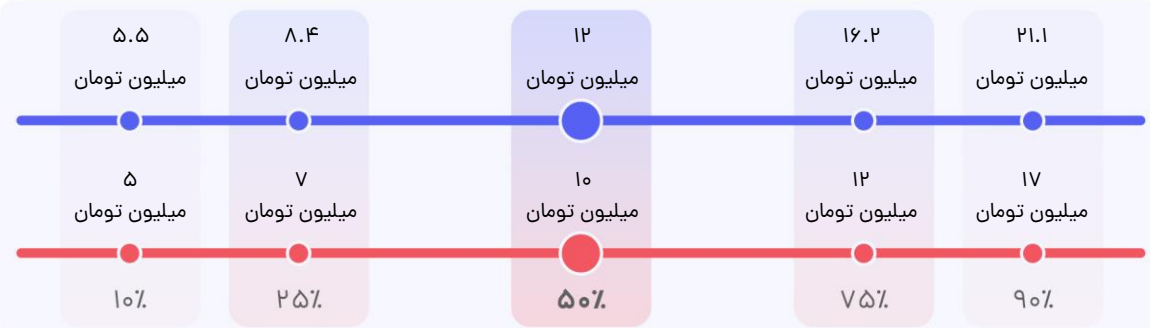 ۵.۵ ۸.۴ ۱۲ ۱۶.۲ ۲۱.۱
میلیون تومان میلیون تومان میلیون تومان میلیون تومان میلیون تومان
۵ ۷ ۱۰ ۱۲ ۱۷
میلیون تومان میلیون تومان میلیون تومان میلیون تومان میلیون تومان
۱۰٪ ۲۵٪ ۵۰٪ ۷۵٪ ۹۰٪